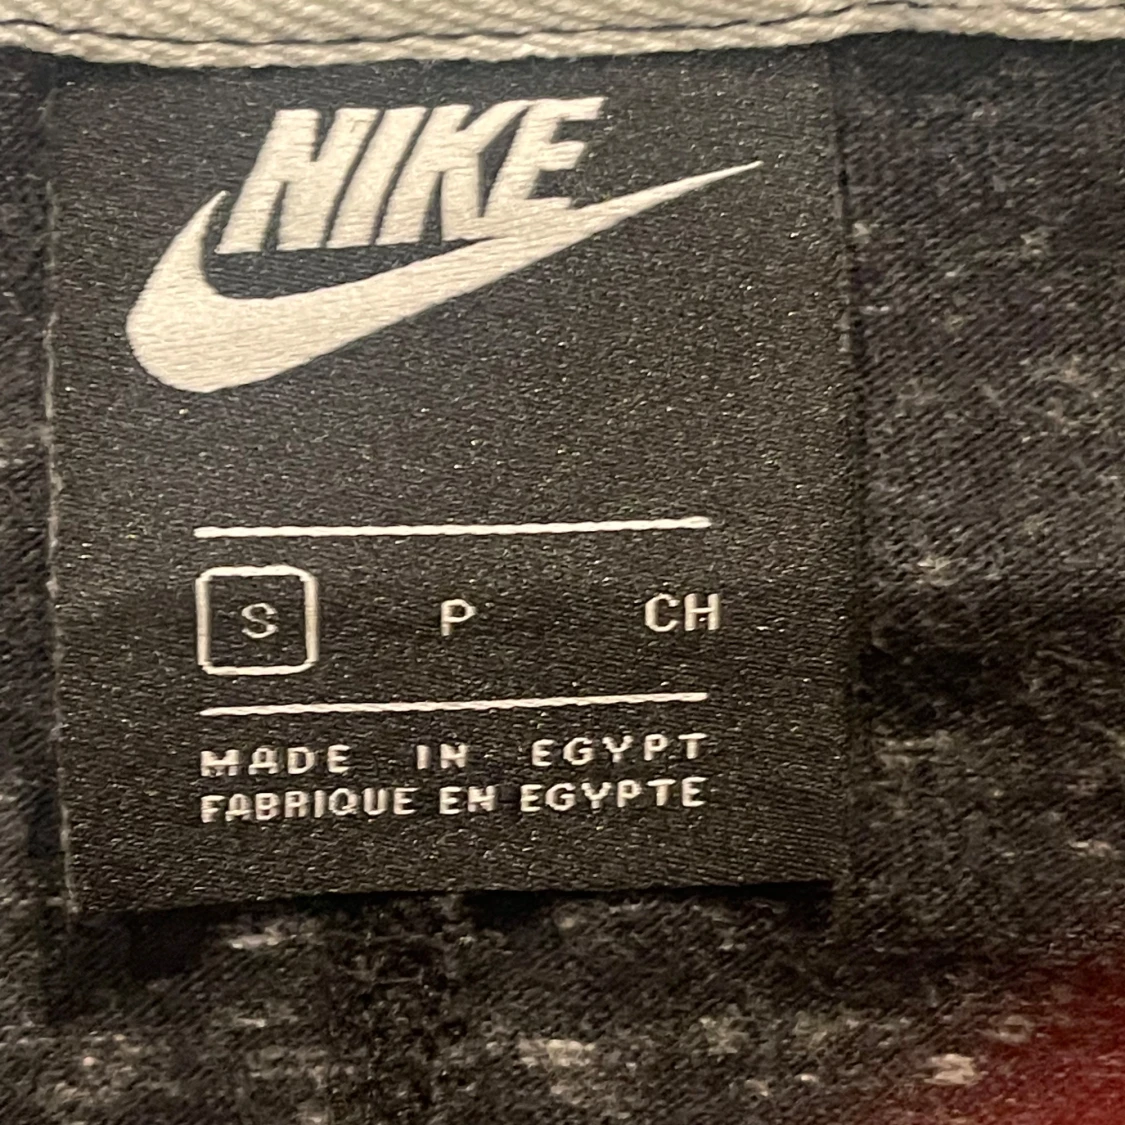 NIKE
S P CH
MADE IN EGYPT
FABRIQUE EN EGYPTE